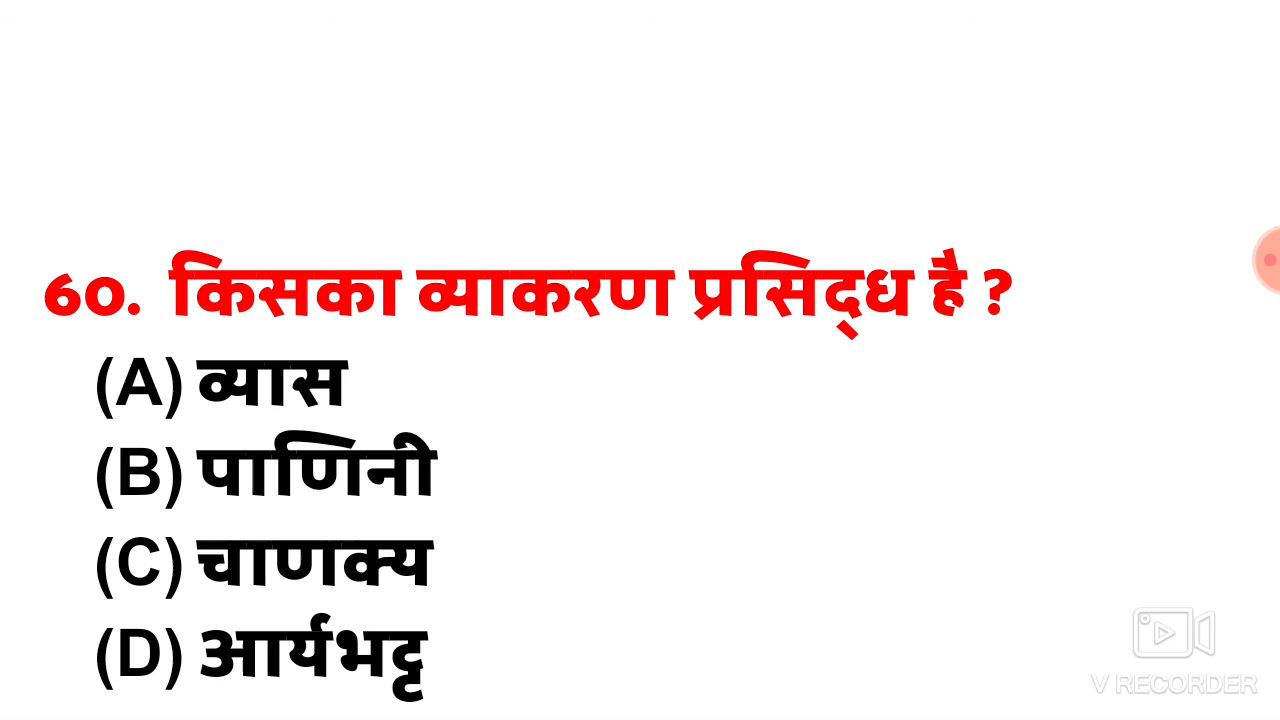 60. किसका व्याकरण प्रसिद्ध है ?
(A) व्यास
(B) पाणिनी
(C) चाणक्य
(D) आर्यभट्ट
V RECORDER